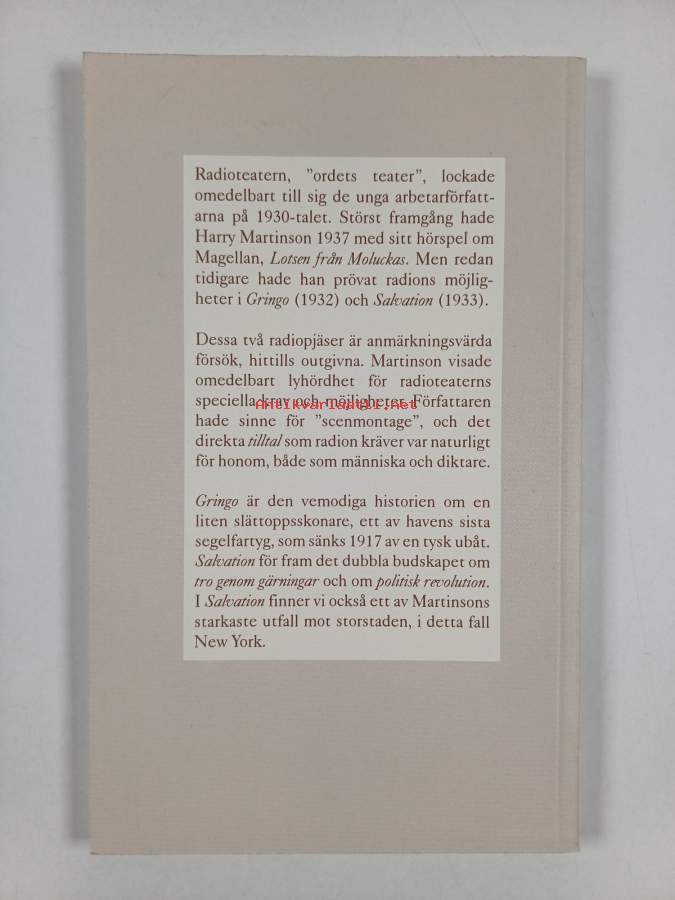 Radioteatern, ”ordets teater”, lockade
omedelbart till sig de unga arbetarförfatt-
arna på 1930-talet. Störst framgång hade
Harry Martinson 1937 med sitt hörspel om
Magellan, Lotsen från Moluckas. Men redan
tidigare hade han prövat radions möjlig-
heter i Gringo (1932) och Salvation (1933).
Dessa två radiopjäser är anmärkningsvärda
försök, hittills outgivna. Martinson visade
omedelbart lyhördhet för radioteaterns
speciella krav och möjligheter. Författaren
Antikvariaatti.net
hade sinne för ”scenmontage”, och det
direkta tilltal som radion kräver var naturligt
för honom, både som människa och diktare.
Gringo är den vemodiga historien om en
liten slättoppsskonare, ett av havens sista
segelfartyg, som sänks 1917 av en tysk ubåt.
Salvation för fram det dubbla budskapet om
tro genom gärningar och om politisk revolution.
I Salvation finner vi också ett av Martinsons
starkaste utfall mot storstaden, i detta fall
New York.